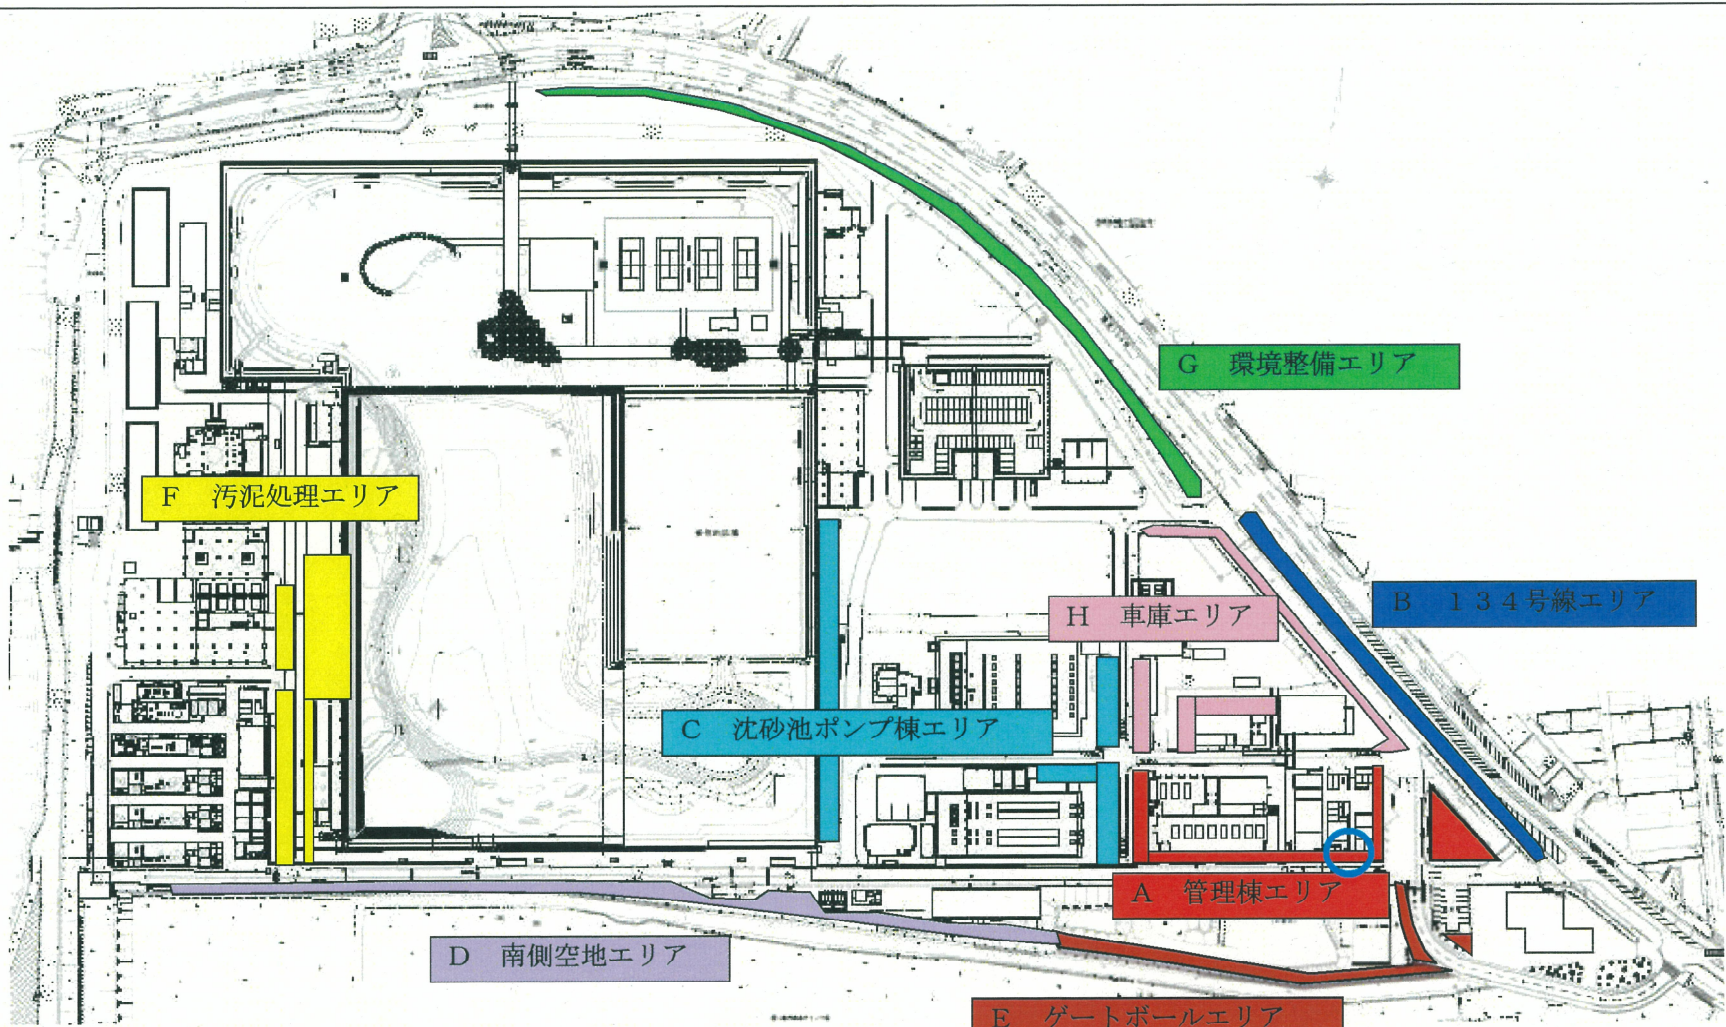 G 環境整備エリア
F 汚泥処理エリア
B 134号線エリア
H 車庫エリア
C 沈砂池ポンプ棟エリア
A 管理棟エリア
D 南側空地エリア
E ゲートボールエリア